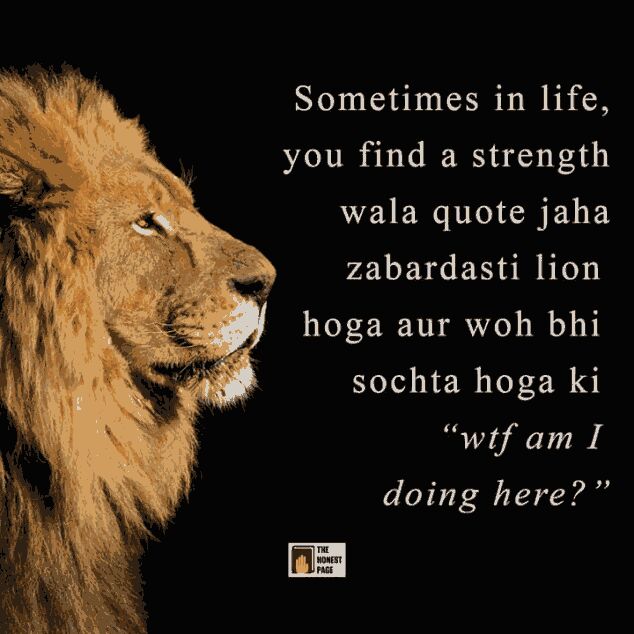 Sometimes in life,
you find a strength
wala quote jaha
zabardasti lion
hoga aur woh bhi
sochta hoga ki
“wtf am I
doing here?”
THE
HONEST
PAGE